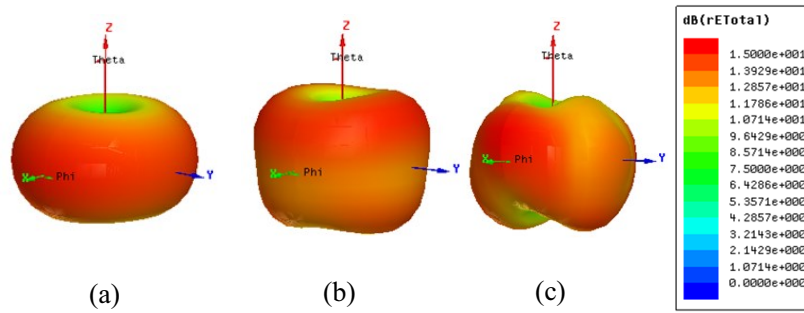 Z
Theta
X
Phi
Y
(a)
Z
Theta
X
Phi
Y
(b)
Z
Theta
X
Phi
Y
(c)
dB(rETotal)
1.5000e+001
1.3929e+001
1.2857e+001
1.1786e+001
1.0714e+001
9.6429e+000
8.5714e+000
7.5000e+000
6.4286e+000
5.3571e+000
4.2857e+000
3.2143e+000
2.1429e+000
1.0714e+000
0.0000e+000